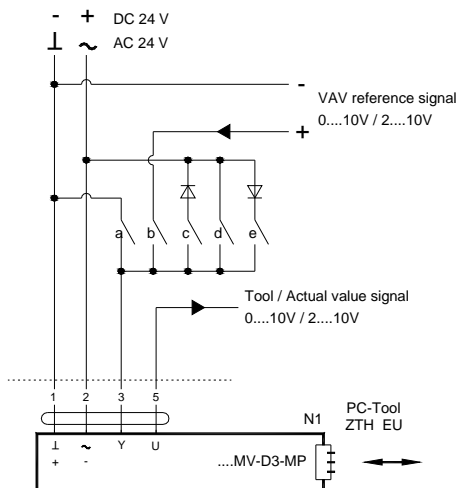 - + DC 24 V
⊥ ~ AC 24 V
-
VAV reference signal
0....10V / 2....10V
+
a b c d e
Tool / Actual value signal
0....10V / 2....10V
1 2 3 5
N1
PC-Tool
ZTH EU
⊥ ~ Y U
+ -
....MV-D3-MP